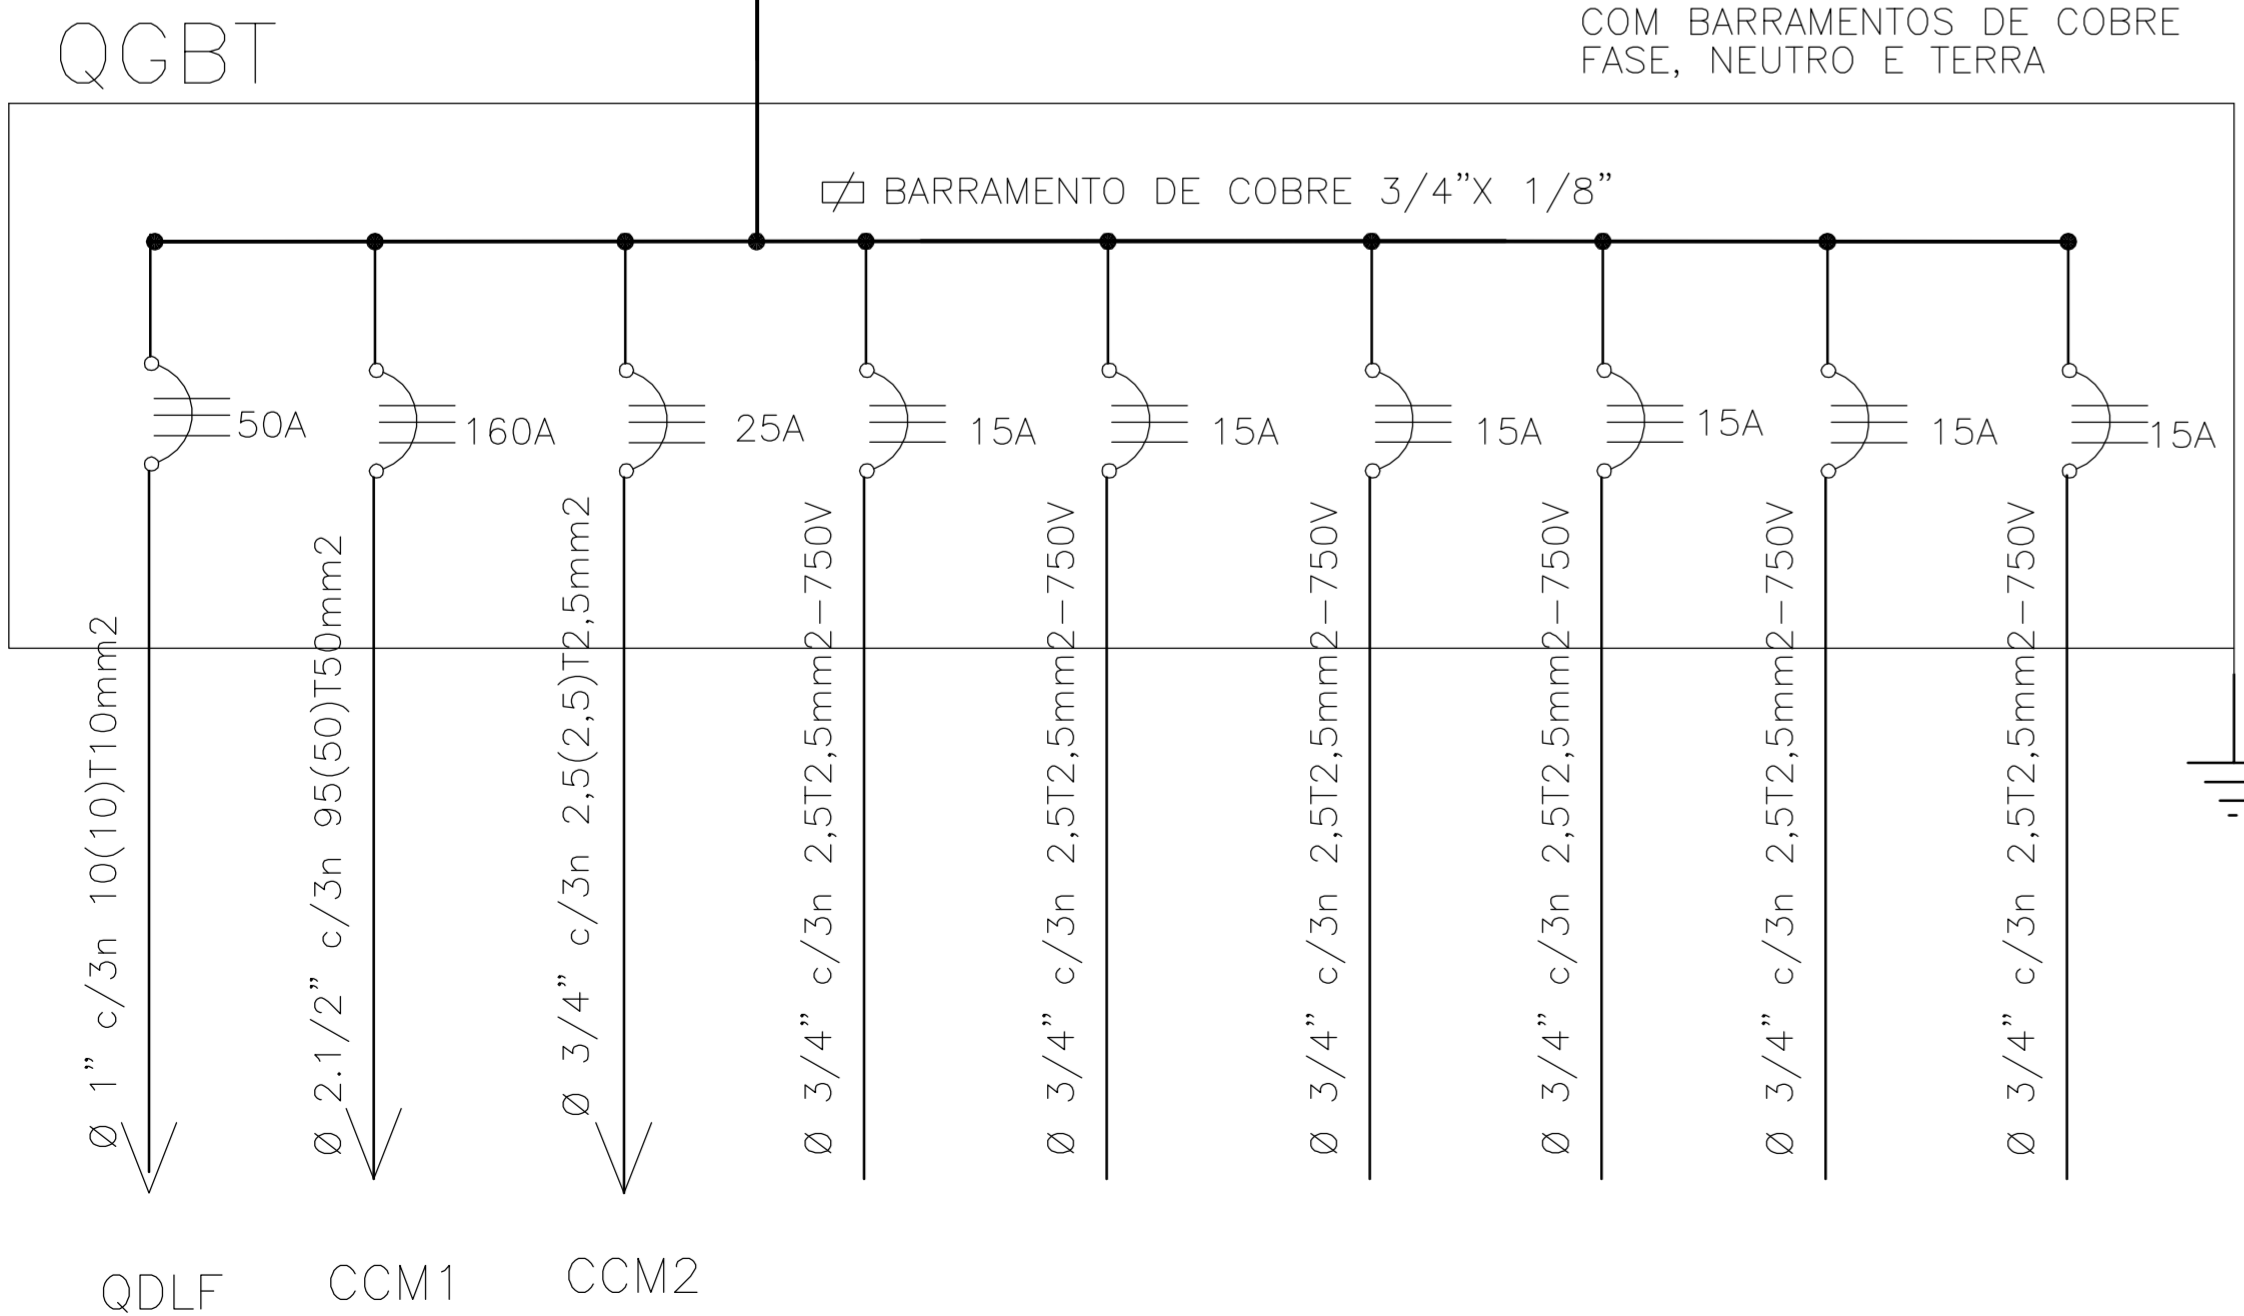 QGBT
COM BARRAMENTOS DE COBRE
FASE, NEUTRO E TERRA
BARRAMENTO DE COBRE 3/4”X 1/8”
50A
160A
25A
15A
15A
15A
15A
15A
15A
Ø 1” c/3n 10(10)T10mm2
Ø 2.1/2” c/3n 95(50)T50mm2
Ø 3/4” c/3n 2,5(2,5)T2,5mm2
Ø 3/4” c/3n 2,5T2,5mm2-750V
Ø 3/4” c/3n 2,5T2,5mm2-750V
Ø 3/4” c/3n 2,5T2,5mm2-750V
Ø 3/4” c/3n 2,5T2,5mm2-750V
Ø 3/4” c/3n 2,5T2,5mm2-750V
Ø 3/4” c/3n 2,5T2,5mm2-750V
QDLF
CCM1
CCM2